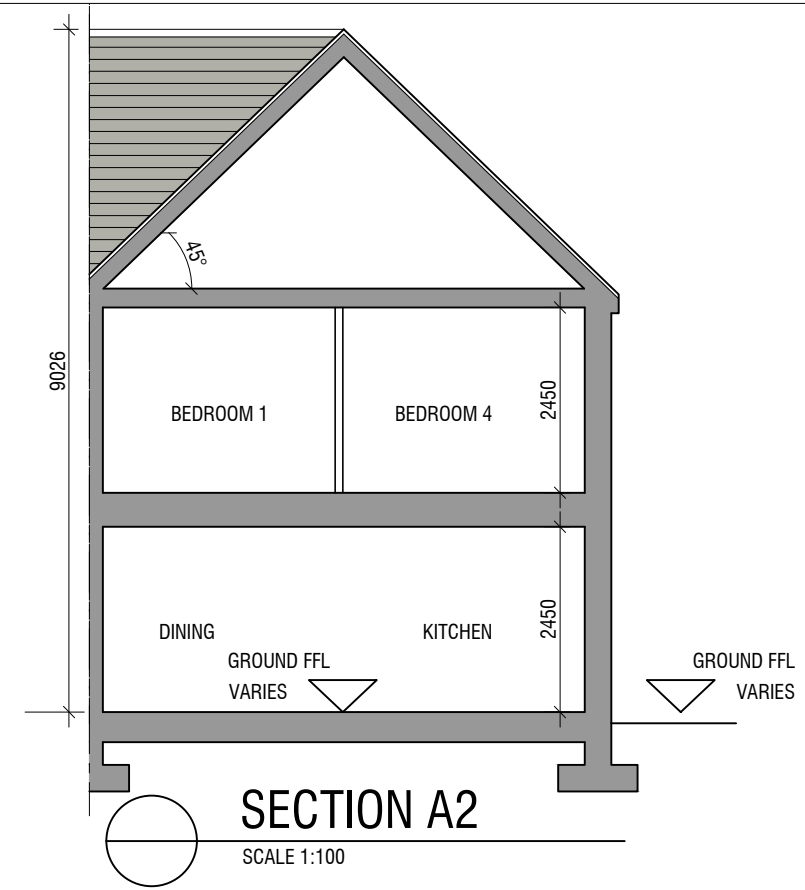 45°
9026
BEDROOM 1
BEDROOM 4
2450
DINING
KITCHEN
2450
GROUND FFL
VARIES
GROUND FFL
VARIES
SECTION A2
SCALE 1:100